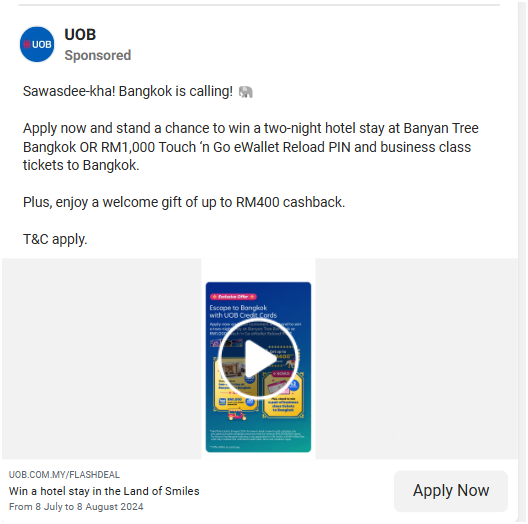 UOB
UOB
Sponsored
Sawasdee-kha! Bangkok is calling! 🐘
Apply now and stand a chance to win a two-night hotel stay at Banyan Tree
Bangkok OR RM1,000 Touch ‘n Go eWallet Reload PIN and business class
tickets to Bangkok.
Plus, enjoy a welcome gift of up to RM400 cashback.
T&C apply.
Exclusive Offer
Escape to Bangkok
with UOB Credit Cards
UOB.COM.MY/FLASHDEAL
Win a hotel stay in the Land of Smiles
From 8 July to 8 August 2024
Apply Now